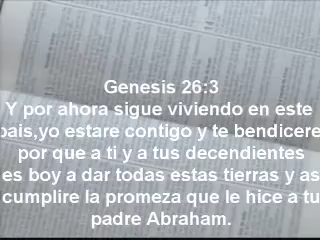 Genesis 26:3
Y por ahora sigue viviendo en este
pais,yo estare contigo y te bendicere
por que a ti y a tus decendientes
es boy a dar todas estas tierras y as
cumplire la promeza que le hice a tu
padre Abraham.